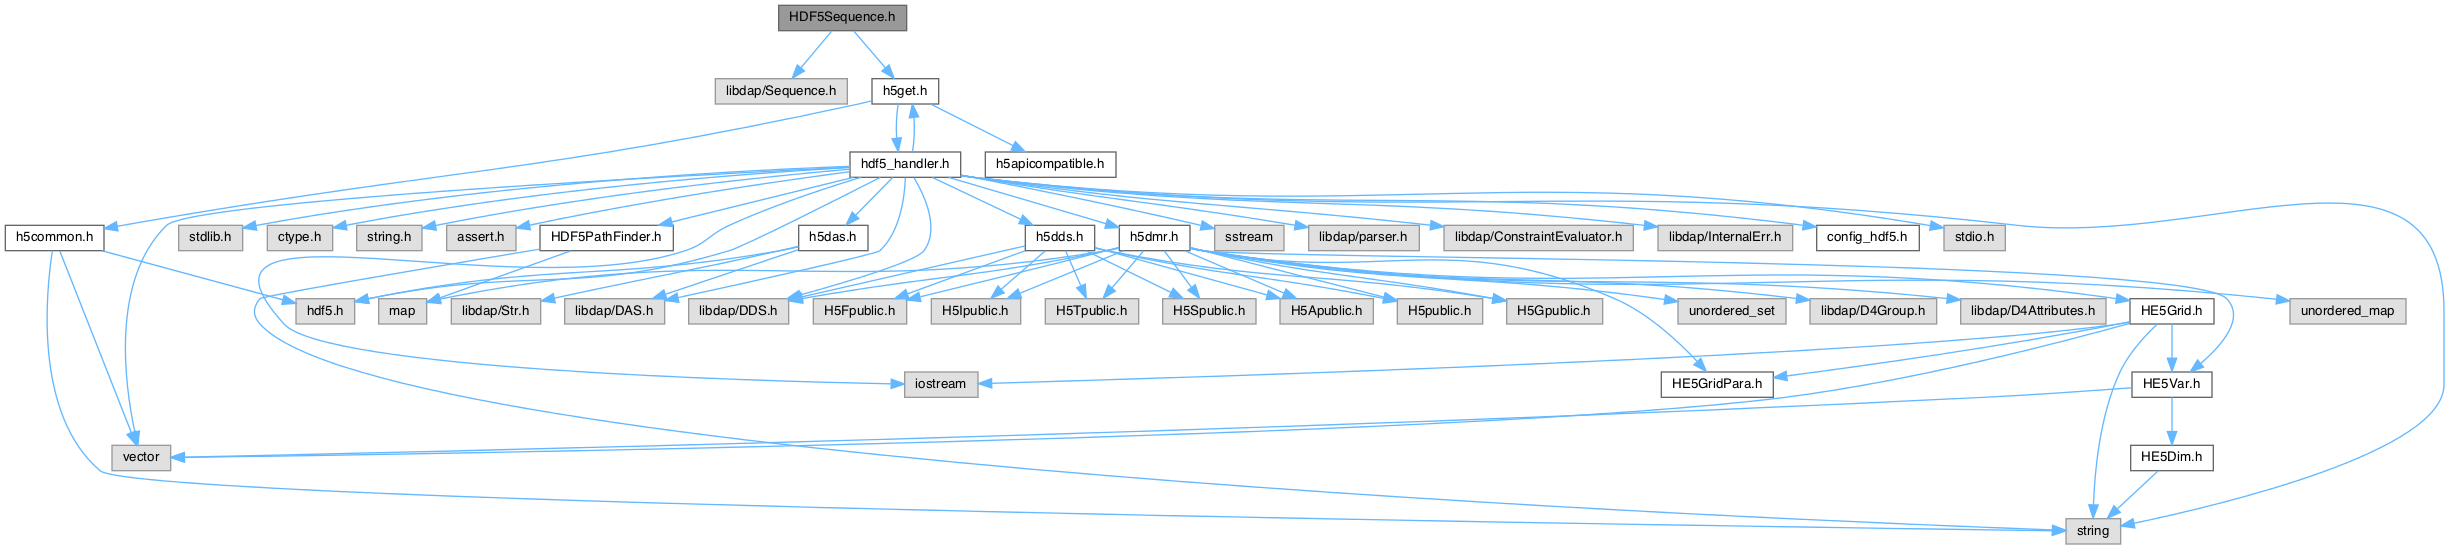 HDF5Sequence.h
libdap/Sequence.h
h5get.h
hdf5_handler.h
h5apicompatible.h
h5common.h
stdlib.h
ctype.h
string.h
assert.h
HDF5PathFinder.h
h5das.h
h5dds.h
h5dmr.h
sstream
libdap/parser.h
libdap/ConstraintEvaluator.h
libdap/InternalErr.h
config_hdf5.h
stdio.h
hdf5.h
map
libdap/Str.h
libdap/DAS.h
libdap/DDS.h
H5Fpublic.h
H5Ipublic.h
H5Tpublic.h
H5Spublic.h
H5Apublic.h
H5public.h
H5Gpublic.h
unordered_set
libdap/D4Group.h
libdap/D4Attributes.h
HE5Grid.h
unordered_map
iostream
HE5GridPara.h
HE5Var.h
vector
HE5Dim.h
string